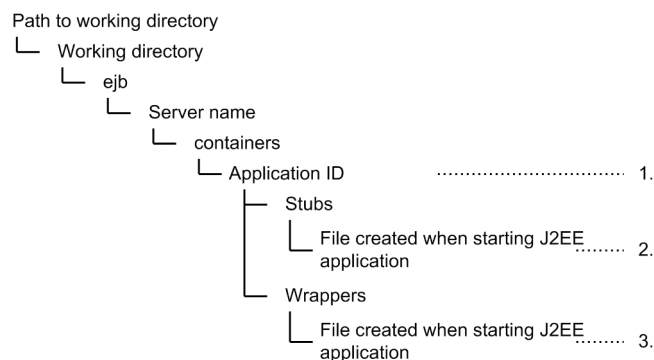 Path to working directory
Working directory
ejb
Server name
containers
Application ID ................................ 1.
Stubs
File created when starting J2EE
application ......... 2.
Wrappers
File created when starting J2EE
application ......... 3.